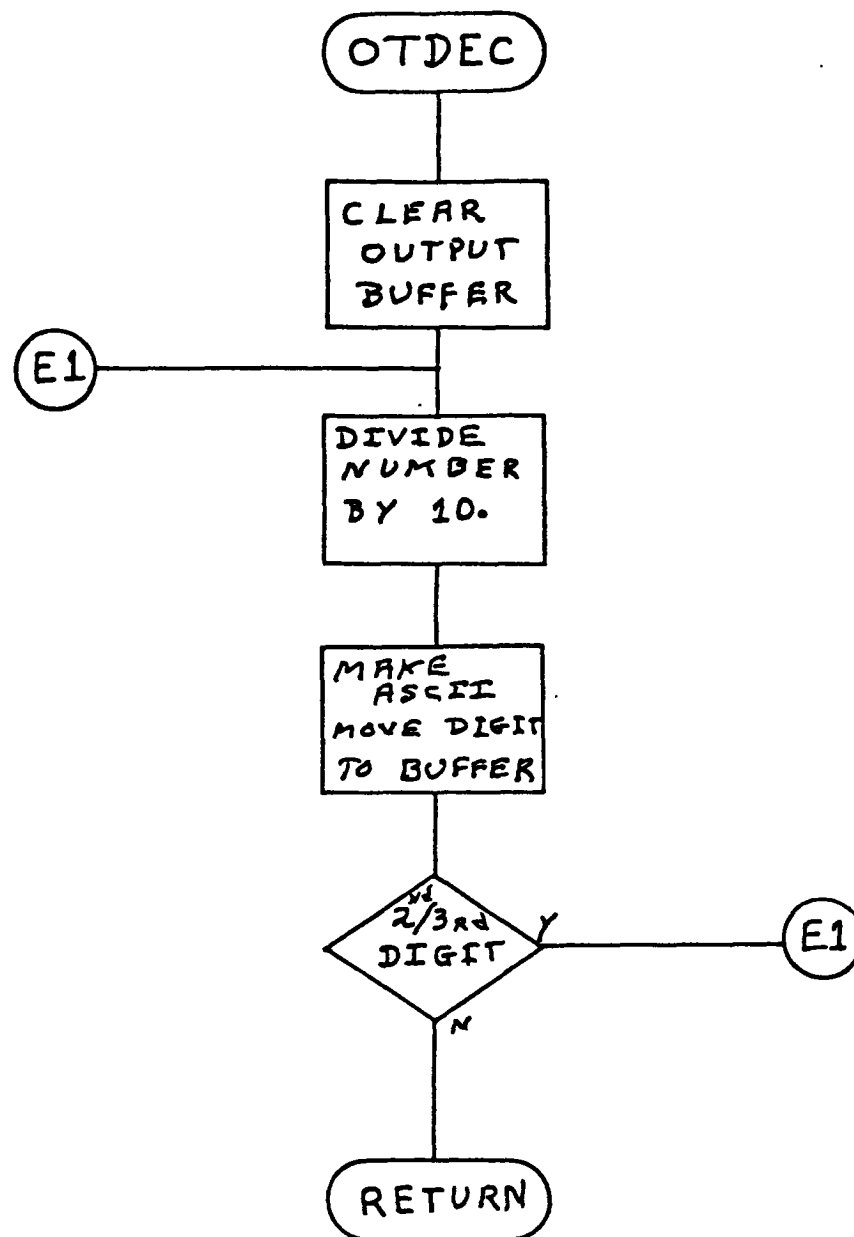 OTDEC
CLEAR
OUTPUT
BUFFER
E1
DIVIDE
NUMBER
BY 10.
MAKE
ASCII
MOVE DIGIT
TO BUFFER
2nd/3rd
DIGIT
Y
E1
N
RETURN